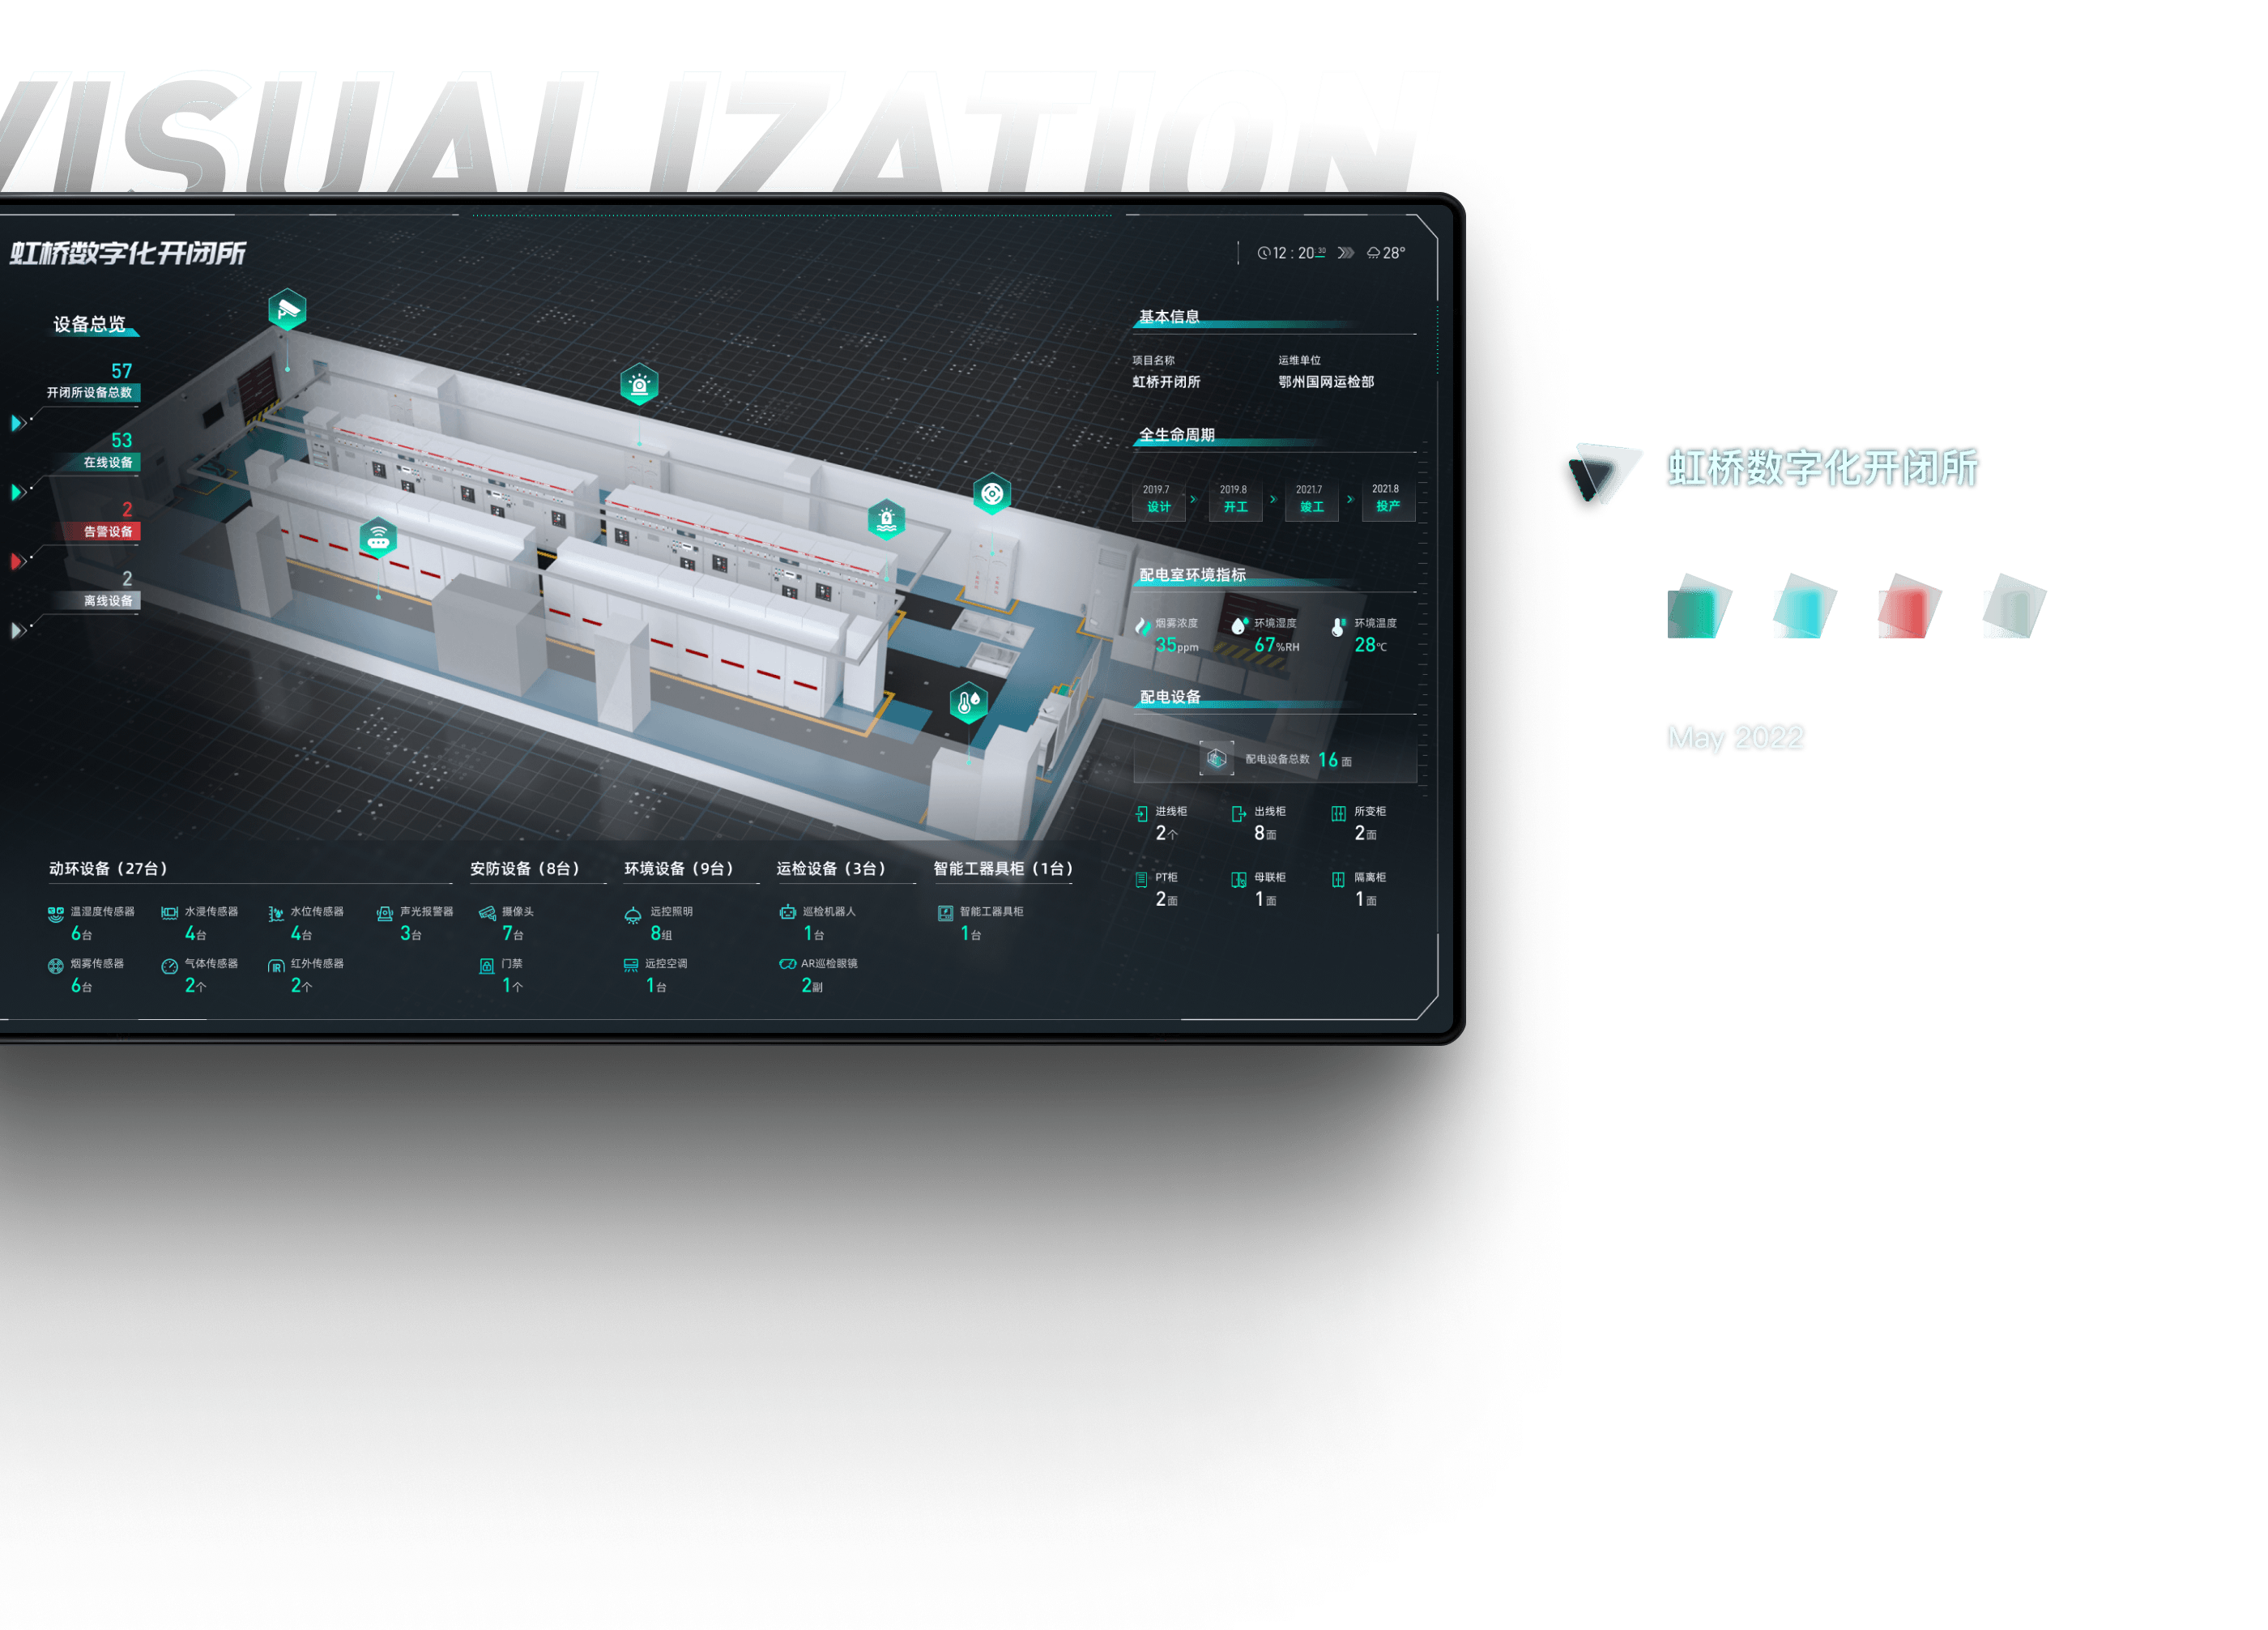 VISUALIZATION
虹桥数字化开闭所
12 : 20 30
28°
设备总览
57
开闭所设备总数
53
在线设备
2
告警设备
2
离线设备
基本信息
项目名称 运维单位
虹桥开闭所 鄂州国网运检部
全生命周期
2019.7 2019.8 2021.7 2021.8
设计 开工 竣工 投产
配电室环境指标
烟雾浓度 环境湿度 环境温度
35ppm 67%RH 28℃
配电设备
配电设备总数 16 面
进线柜 出线柜 所变柜
2个 8面 2面
PT柜 母联柜 隔离柜
2面 1面 1面
动环设备（27台） 安防设备（8台） 环境设备（9台） 运检设备（3台） 智能工器具柜（1台）
温湿度传感器 水浸传感器 水位传感器 声光报警器 摄像头 远控照明 巡检机器人 智能工器具柜
6台 4台 4台 3台 7台 8组 1台 1台
烟雾传感器 气体传感器 红外传感器 门禁 远控空调 AR巡检眼镜
6台 2个 2个 1个 1台 2副
虹桥数字化开闭所
May 2022